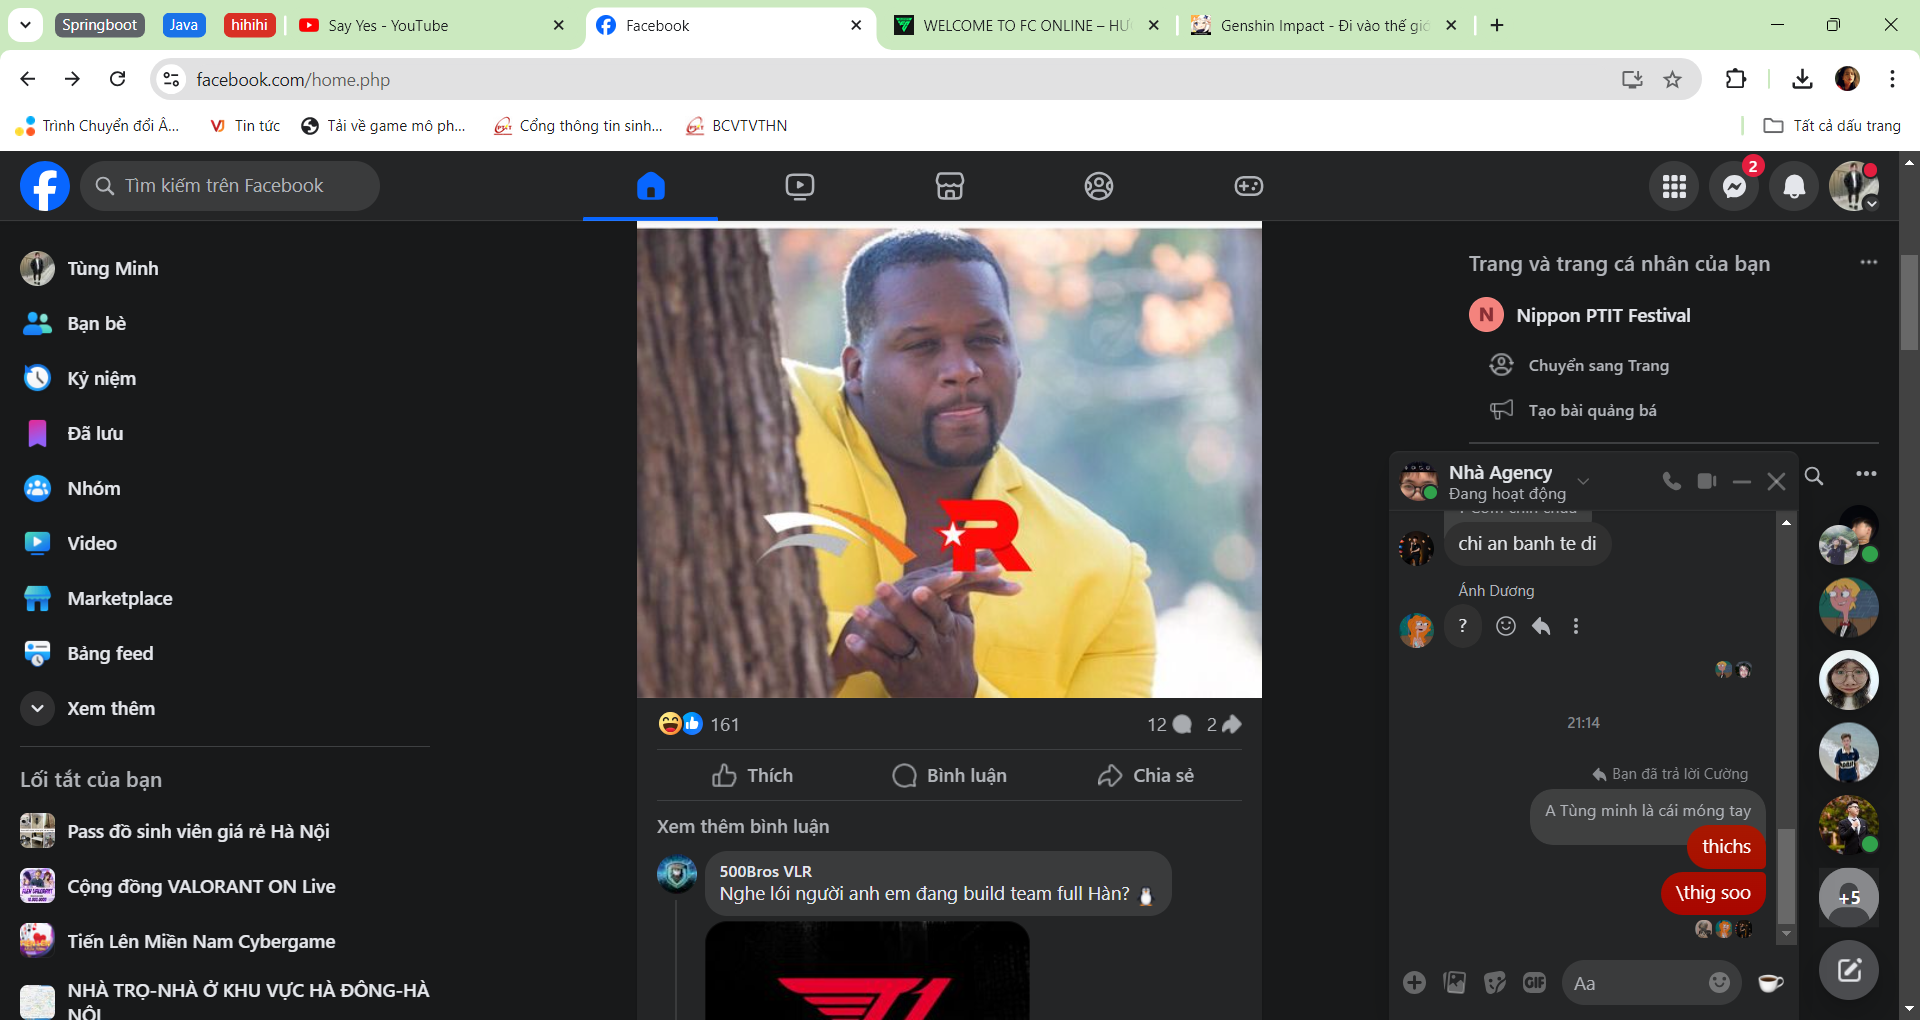 Springboot
Java
hihihi
Say Yes - YouTube
Facebook
WELCOME TO FC ONLINE – HƯ
Genshin Impact - Đi vào thế giớ
facebook.com/home.php
Trình Chuyển đổi Â...
Tin tức
Tải về game mô ph...
Cổng thông tin sinh...
BCVTVTHN
Tất cả dấu trang
Tìm kiếm trên Facebook
2
Tùng Minh
Bạn bè
Kỷ niệm
Đã lưu
Nhóm
Video
Marketplace
Bảng feed
Xem thêm
Lối tắt của bạn
Pass đồ sinh viên giá rẻ Hà Nội
Cộng đồng VALORANT ON Live
Tiến Lên Miền Nam Cybergame
NHÀ TRỌ-NHÀ Ở KHU VỰC HÀ ĐÔNG-HÀ
NỘI
R
161
12
2
Thích
Bình luận
Chia sẻ
Xem thêm bình luận
500Bros VLR
Nghe lói người anh em đang build team full Hàn?
T1
Trang và trang cá nhân của bạn
N
Nippon PTIT Festival
Chuyển sang Trang
Tạo bài quảng bá
Nhà Agency
Đang hoạt động
chi an banh te di
Ánh Dương
?
21:14
Bạn đã trả lời Cường
A Tùng minh là cái móng tay
thichs
\thig soo
GIF
Aa
+5